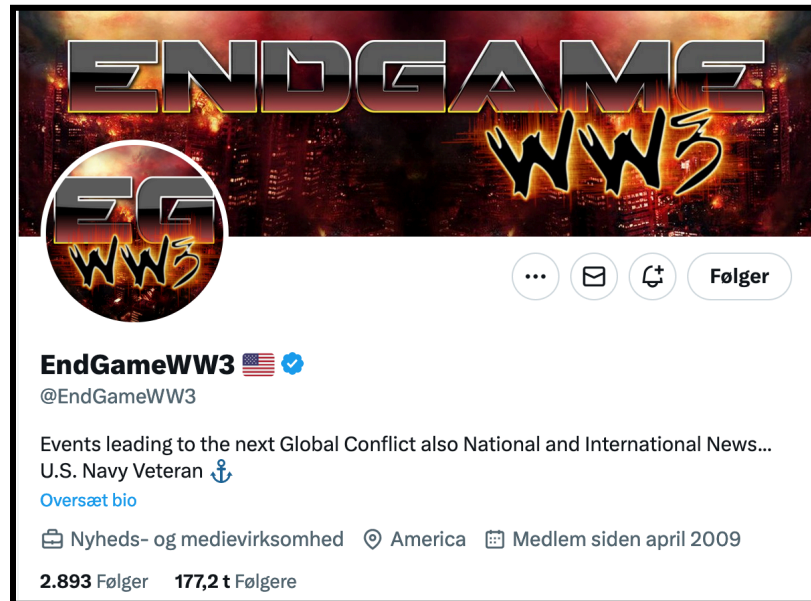 ENDGAME
WW3
EG
WW3
Følger
EndGameWW3 🇺🇸
@EndGameWW3
Events leading to the next Global Conflict also National and International News...
U.S. Navy Veteran ⚓
Oversæt bio
Nyheds- og medievirksomhed America Medlem siden april 2009
2.893 Følger 177,2 t Følgere